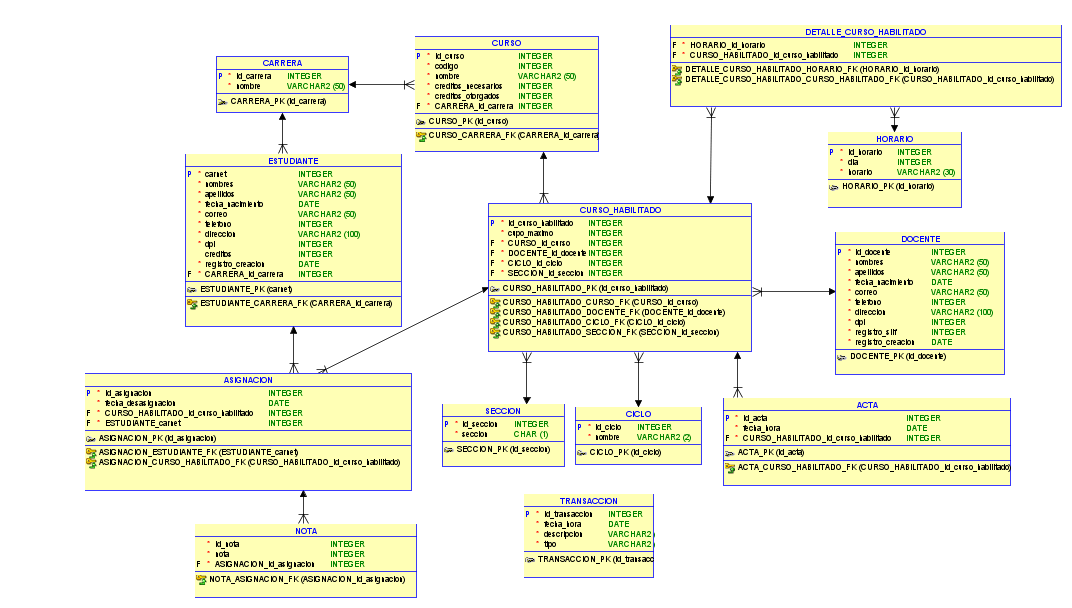 CARRERA
P * id_carrera INTEGER
* nombre VARCHAR2 (50)
CARRERA_PK (id_carrera)
CURSO
P * id_curso INTEGER
* codigo INTEGER
* nombre VARCHAR2 (50)
* creditos_necesarios INTEGER
* creditos_otorgados INTEGER
F * CARRERA_id_carrera INTEGER
CURSO_PK (id_curso)
CURSO_CARRERA_FK (CARRERA_id_carrera)
DETALLE_CURSO_HABILITADO
F * HORARIO_id_horario INTEGER
F * CURSO_HABILITADO_id_curso_habilitado INTEGER
DETALLE_CURSO_HABILITADO_HORARIO_FK (HORARIO_id_horario)
DETALLE_CURSO_HABILITADO_CURSO_HABILITADO_FK (CURSO_HABILITADO_id_curso_habilitado)
HORARIO
P * id_horario INTEGER
* dia INTEGER
* horario VARCHAR2 (30)
HORARIO_PK (id_horario)
ESTUDIANTE
P * carnet INTEGER
* nombres VARCHAR2 (50)
* apellidos VARCHAR2 (50)
* fecha_nacimiento DATE
* correo VARCHAR2 (50)
* telefono INTEGER
* direccion VARCHAR2 (100)
* dpi INTEGER
creditos INTEGER
* registro_creacion DATE
F * CARRERA_id_carrera INTEGER
ESTUDIANTE_PK (carnet)
ESTUDIANTE_CARRERA_FK (CARRERA_id_carrera)
CURSO_HABILITADO
P * id_curso_habilitado INTEGER
* cupo_maximo INTEGER
F * CURSO_id_curso INTEGER
F * DOCENTE_id_docente INTEGER
F * CICLO_id_ciclo INTEGER
F * SECCION_id_seccion INTEGER
CURSO_HABILITADO_PK (id_curso_habilitado)
CURSO_HABILITADO_CURSO_FK (CURSO_id_curso)
CURSO_HABILITADO_DOCENTE_FK (DOCENTE_id_docente)
CURSO_HABILITADO_CICLO_FK (CICLO_id_ciclo)
CURSO_HABILITADO_SECCION_FK (SECCION_id_seccion)
DOCENTE
P * id_docente INTEGER
* nombres VARCHAR2 (50)
* apellidos VARCHAR2 (50)
* fecha_nacimiento DATE
* correo VARCHAR2 (50)
* telefono INTEGER
* direccion VARCHAR2 (100)
* dpi INTEGER
* registro_siif INTEGER
* registro_creacion DATE
DOCENTE_PK (id_docente)
ASIGNACION
P * id_asignacion INTEGER
* fecha_desasignacion DATE
F * CURSO_HABILITADO_id_curso_habilitado INTEGER
F * ESTUDIANTE_carnet INTEGER
ASIGNACION_PK (id_asignacion)
ASIGNACION_ESTUDIANTE_FK (ESTUDIANTE_carnet)
ASIGNACION_CURSO_HABILITADO_FK (CURSO_HABILITADO_id_curso_habilitado)
SECCION
P * id_seccion INTEGER
* seccion CHAR (1)
SECCION_PK (id_seccion)
CICLO
P * id_ciclo INTEGER
* nombre VARCHAR2 (2)
CICLO_PK (id_ciclo)
ACTA
P * id_acta INTEGER
* fecha_hora DATE
F * CURSO_HABILITADO_id_curso_habilitado INTEGER
ACTA_PK (id_acta)
ACTA_CURSO_HABILITADO_FK (CURSO_HABILITADO_id_curso_habilitado)
TRANSACCION
P * id_transaccion INTEGER
* fecha_hora DATE
* descripcion VARCHAR2
* tipo VARCHAR2
TRANSACCION_PK (id_transacc
NOTA
* id_nota INTEGER
* nota INTEGER
F * ASIGNACION_id_asignacion INTEGER
NOTA_ASIGNACION_FK (ASIGNACION_id_asignacion)